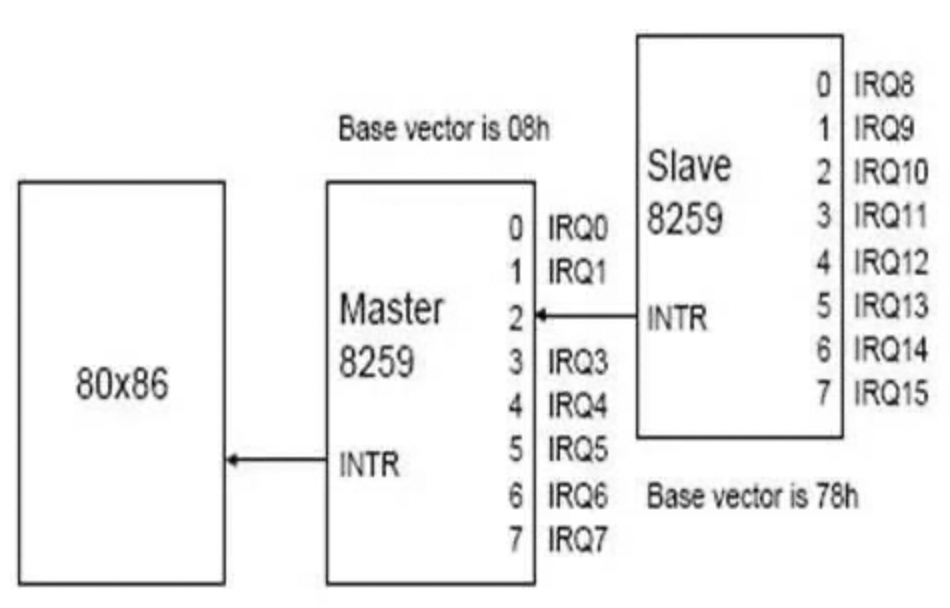 80x86
Base vector is 08h
Master
8259
INTR
0 IRQ0
1 IRQ1
2
3 IRQ3
4 IRQ4
5 IRQ5
6 IRQ6
7 IRQ7
Slave
8259
INTR
0 IRQ8
1 IRQ9
2 IRQ10
3 IRQ11
4 IRQ12
5 IRQ13
6 IRQ14
7 IRQ15
Base vector is 78h